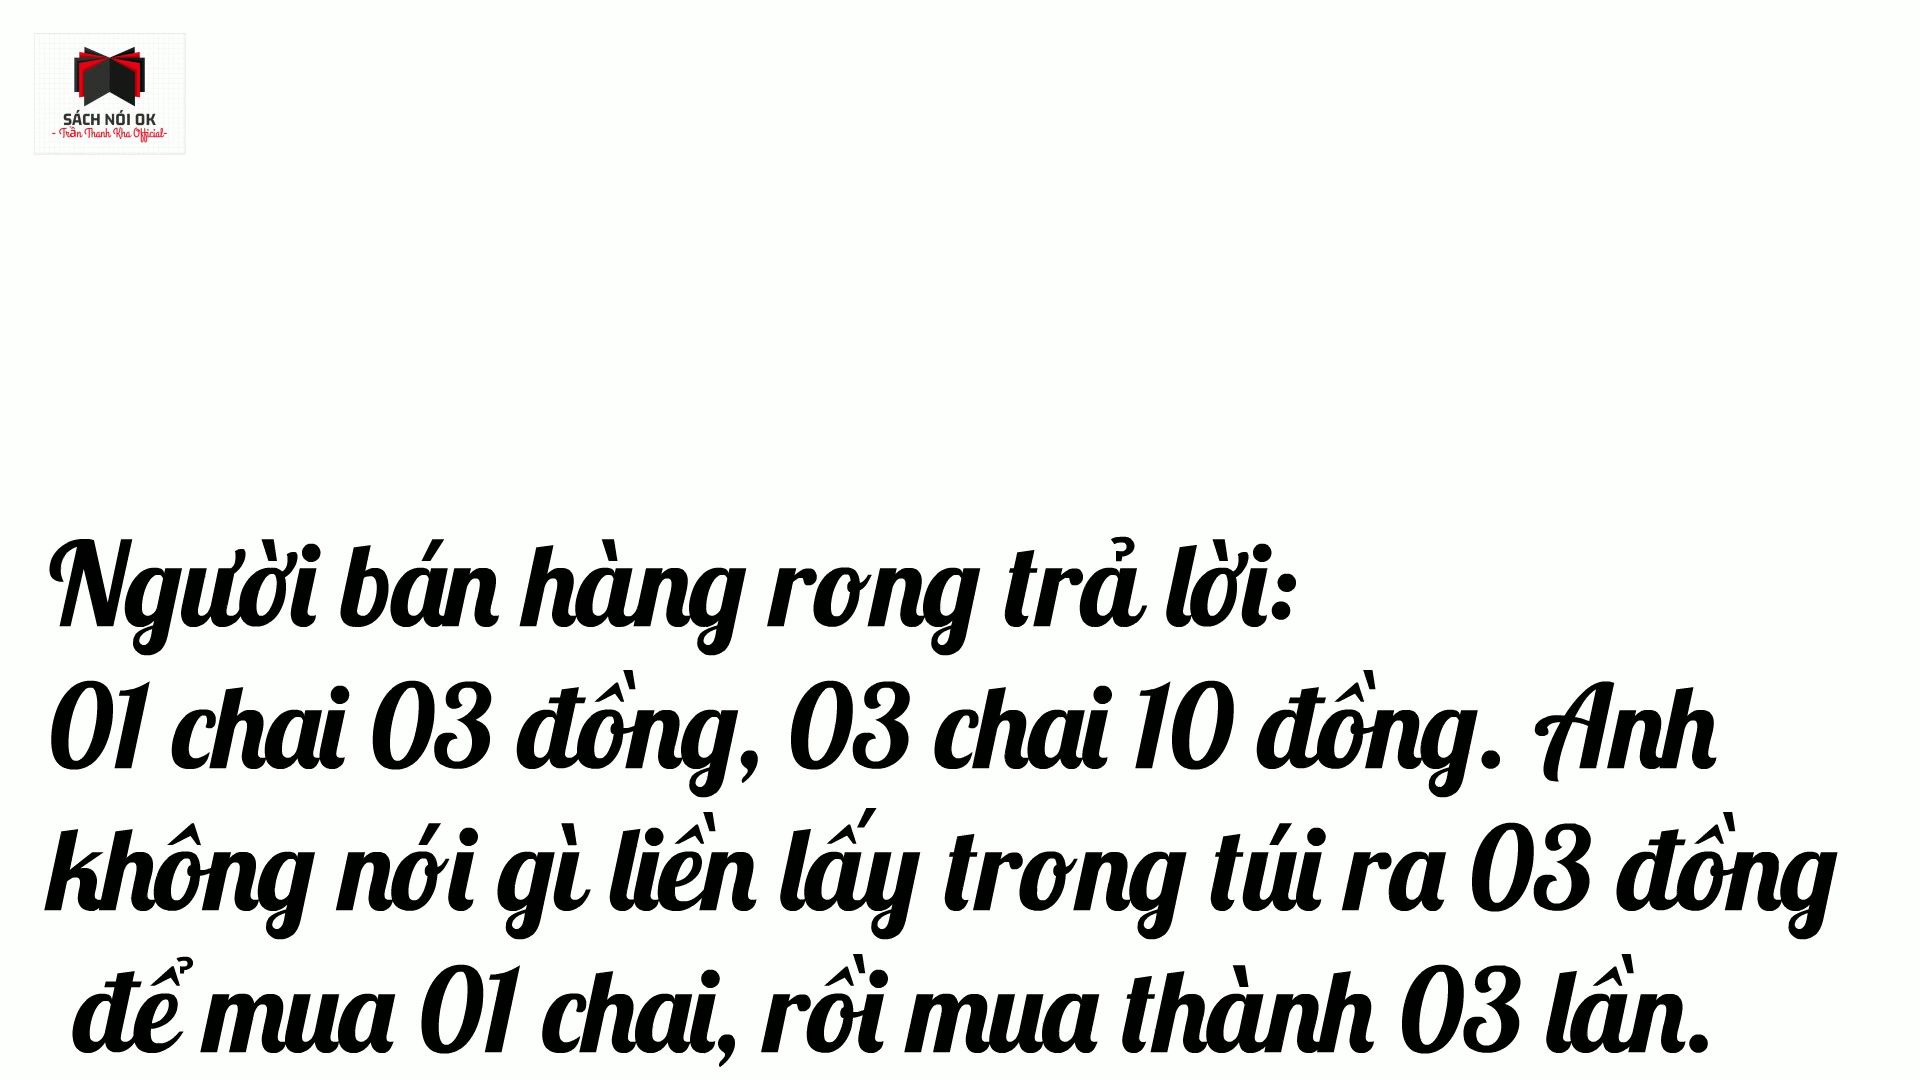 SÁCH NÓI OK
- Trần Thanh Kha Official-
Người bán hàng rong trả lời:
01 chai 03 đồng, 03 chai 10 đồng. Anh
không nói gì liền lấy trong túi ra 03 đồng
để mua 01 chai, rồi mua thành 03 lần.